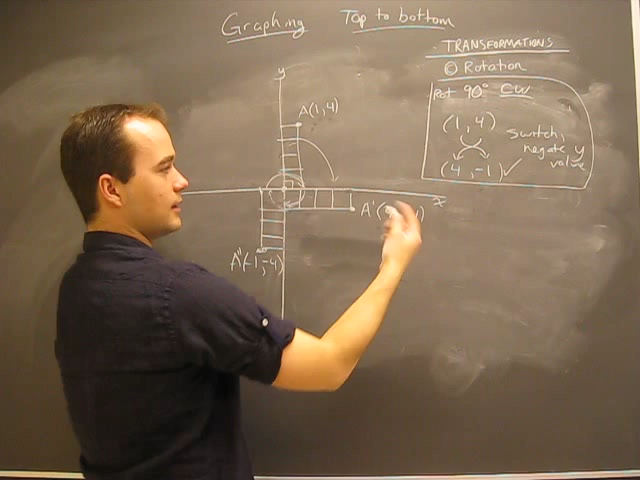 Graphing Top to bottom
TRANSFORMATIONS
© Rotation
Rot 90° CW
(1,4)
(4,-1) ✓
switch,
negate y
value
y
A(1,4)
x
A'(
A"(-1,-4)